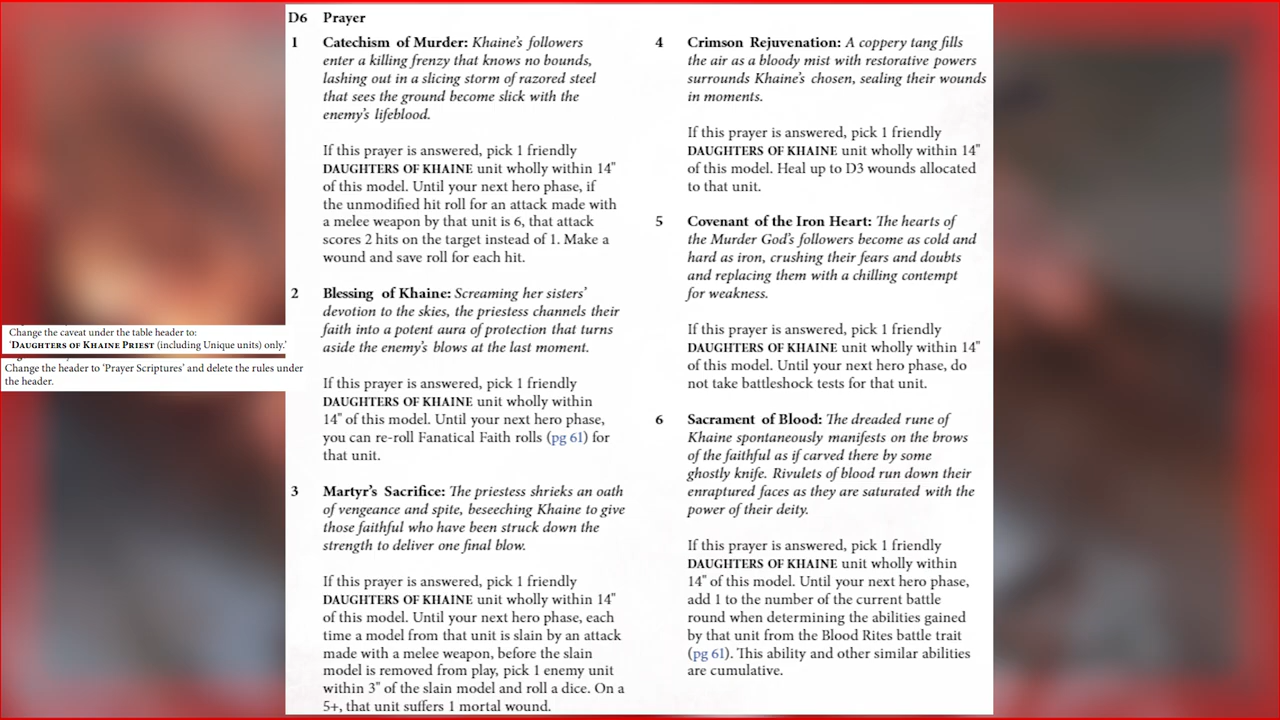 D6 Prayer
1 Catechism of Murder: Khaine's followers
enter a killing frenzy that knows no bounds,
lashing out in a slicing storm of razored steel
that sees the ground become slick with the
enemy's lifeblood.
If this prayer is answered, pick 1 friendly
DAUGHTERS OF KHAINE unit wholly within 14"
of this model. Until your next hero phase, if
the unmodified hit roll for an attack made with
a melee weapon by that unit is 6, that attack
scores 2 hits on the target instead of 1. Make a
wound and save roll for each hit.
2 Blessing of Khaine: Screaming her sisters'
devotion to the skies, the priestess channels their
faith into a potent aura of protection that turns
aside the enemy's blows at the last moment.
If this prayer is answered, pick 1 friendly
DAUGHTERS OF KHAINE unit wholly within
14" of this model. Until your next hero phase,
you can re-roll Fanatical Faith rolls (pg 61) for
that unit.
3 Martyr's Sacrifice: The priestess shrieks an oath
of vengeance and spite, beseeching Khaine to give
those faithful who have been struck down the
strength to deliver one final blow.
If this prayer is answered, pick 1 friendly
DAUGHTERS OF KHAINE unit wholly within 14"
of this model. Until your next hero phase, each
time a model from that unit is slain by an attack
made with a melee weapon, before the slain
model is removed from play, pick 1 enemy unit
within 3" of the slain model and roll a dice. On a
5+, that unit suffers 1 mortal wound.
4 Crimson Rejuvenation: A coppery tang fills
the air as a bloody mist with restorative powers
surrounds Khaine's chosen, sealing their wounds
in moments.
If this prayer is answered, pick 1 friendly
DAUGHTERS OF KHAINE unit wholly within 14"
of this model. Heal up to D3 wounds allocated
to that unit.
5 Covenant of the Iron Heart: The hearts of
the Murder God's followers become as cold and
hard as iron, crushing their fears and doubts
and replacing them with a chilling contempt
for weakness.
If this prayer is answered, pick 1 friendly
DAUGHTERS OF KHAINE unit wholly within 14"
of this model. Until your next hero phase, do
not take battleshock tests for that unit.
6 Sacrament of Blood: The dreaded rune of
Khaine spontaneously manifests on the brows
of the faithful as if carved there by some
ghostly knife. Rivulets of blood run down their
enraptured faces as they are saturated with the
power of their deity.
If this prayer is answered, pick 1 friendly
DAUGHTERS OF KHAINE unit wholly within
14" of this model. Until your next hero phase,
add 1 to the number of the current battle
round when determining the abilities gained
by that unit from the Blood Rites battle trait
(pg 61). This ability and other similar abilities
are cumulative.
Change the caveat under the table header to:
'DAUGHTERS OF KHAINE PRIEST (including Unique units) only.'
Change the header to 'Prayer Scriptures' and delete the rules under
the header.